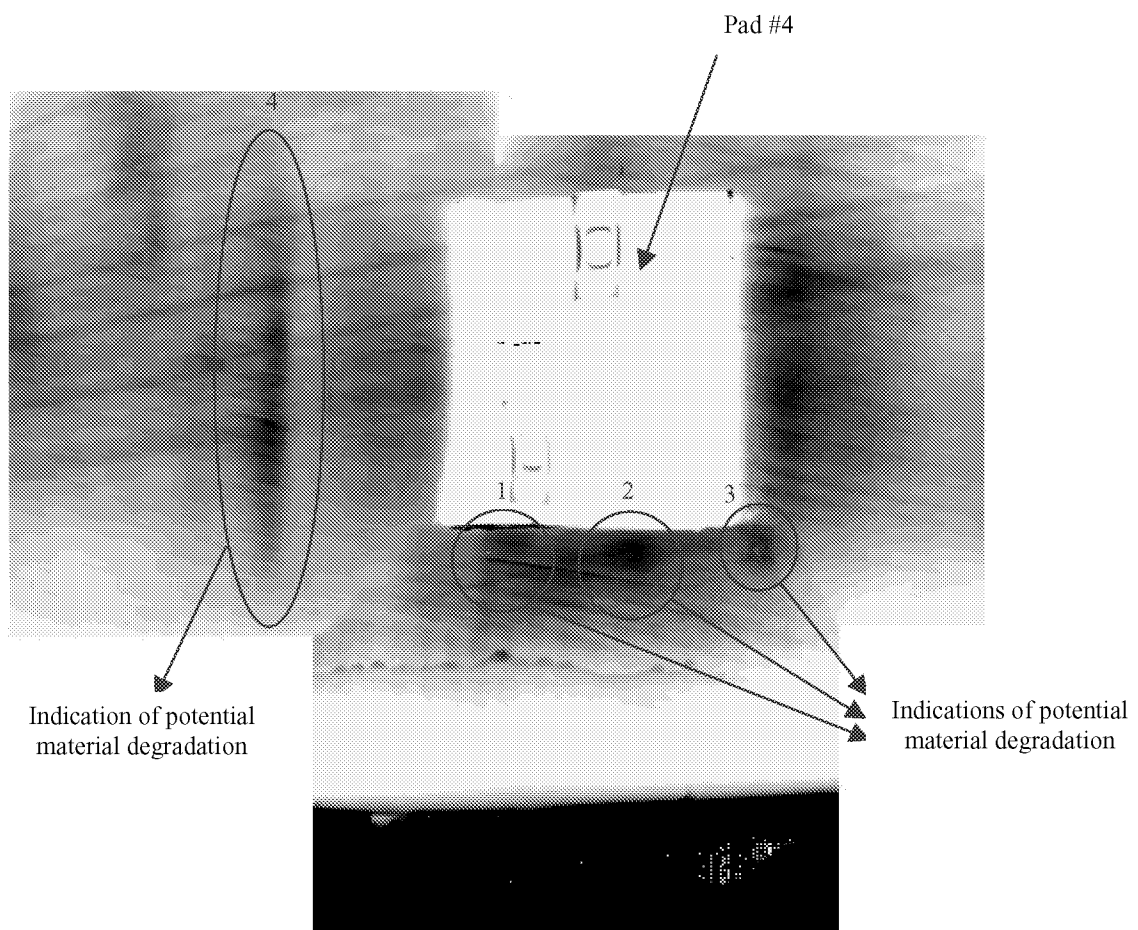 Pad #4
4
1
2
3
Indication of potential
material degradation
Indications of potential
material degradation